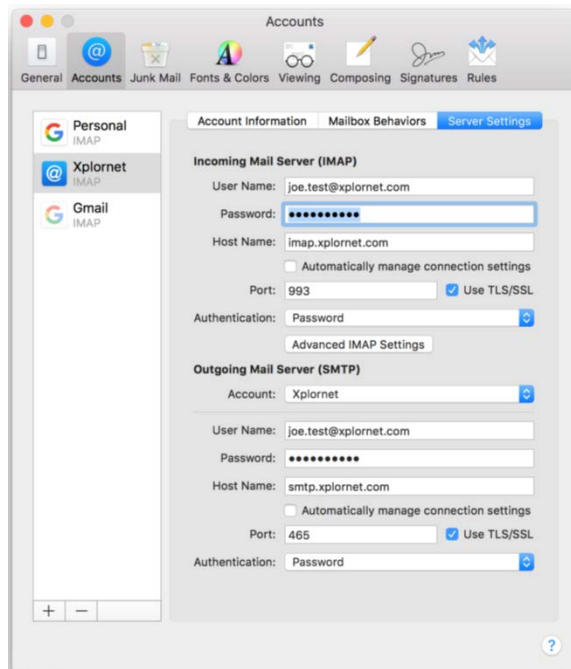 Accounts
General Accounts Junk Mail Fonts & Colors Viewing Composing Signatures Rules
Personal
IMAP
Xplornet
IMAP
Gmail
IMAP
Account Information Mailbox Behaviors Server Settings
Incoming Mail Server (IMAP)
User Name: joe.test@xplornet.com
Password: ••••••••••
Host Name: imap.xplornet.com
Automatically manage connection settings
Port: 993 Use TLS/SSL
Authentication: Password
Advanced IMAP Settings
Outgoing Mail Server (SMTP)
Account: Xplornet
User Name: joe.test@xplornet.com
Password: ••••••••••
Host Name: smtp.xplornet.com
Automatically manage connection settings
Port: 465 Use TLS/SSL
Authentication: Password
+ −
?